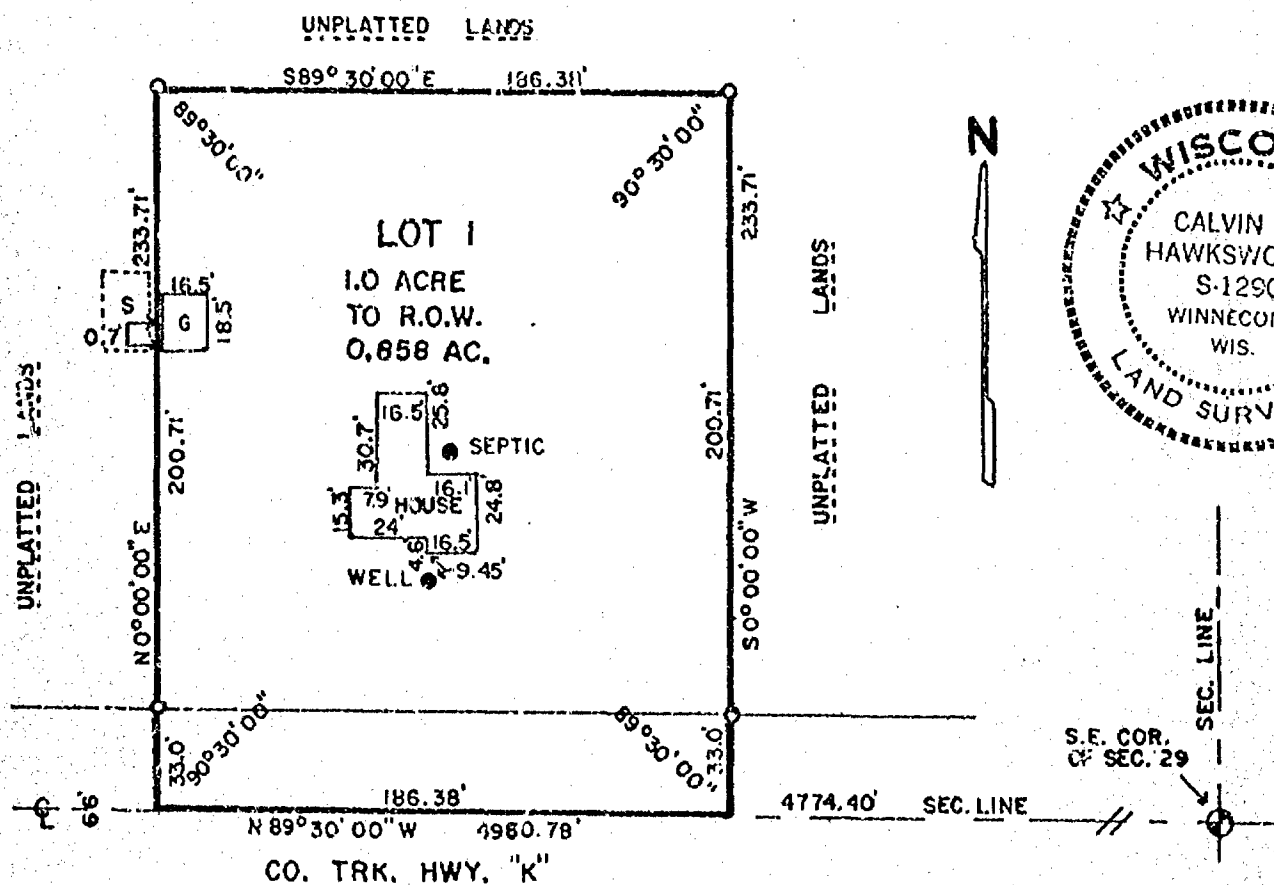 UNPLATTED LANDS
S89° 30' 00" E 186.38'
89°30'00"
90°30'00"
N
233.71'
233.71'
LOT 1
1.0 ACRE
TO R.O.W.
0.858 AC.
16.5'
S
G
18.5'
0.7'
UNPLATTED LANDS
UNPLATTED LANDS
200.71'
200.71'
16.5'
25.8'
30.7'
SEPTIC
16.1'
24.8
7.9'
HOUSE
15.3'
24'
16.5'
4.6'
9.45'
WELL
N 0° 00' 00" E
S 0° 00' 00" W
WISCO
CALVIN
HAWKSWO
S-1290
WINNECON
WIS.
LAND SURV
SEC. LINE
S.E. COR.
OF SEC. 29
90°30'00"
89°30'00"
33.0'
33.0'
66'
186.38'
4774.40' SEC. LINE
N 89° 30' 00" W 4960.78'
CO. TRK. HWY. "K"